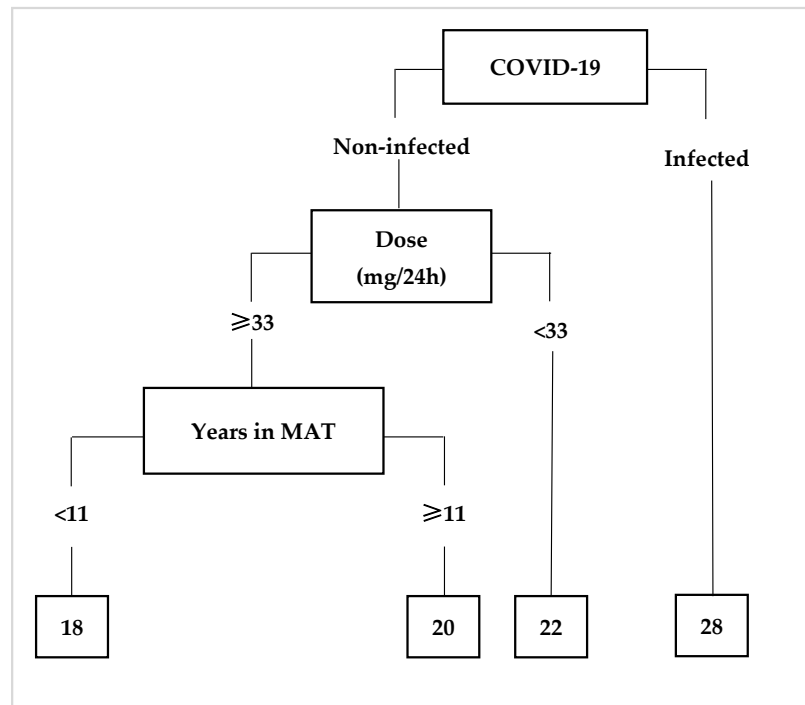 COVID-19
Non-infected
Infected
Dose
(mg/24h)
⩾33
<33
Years in MAT
<11
⩾11
18
20
22
28